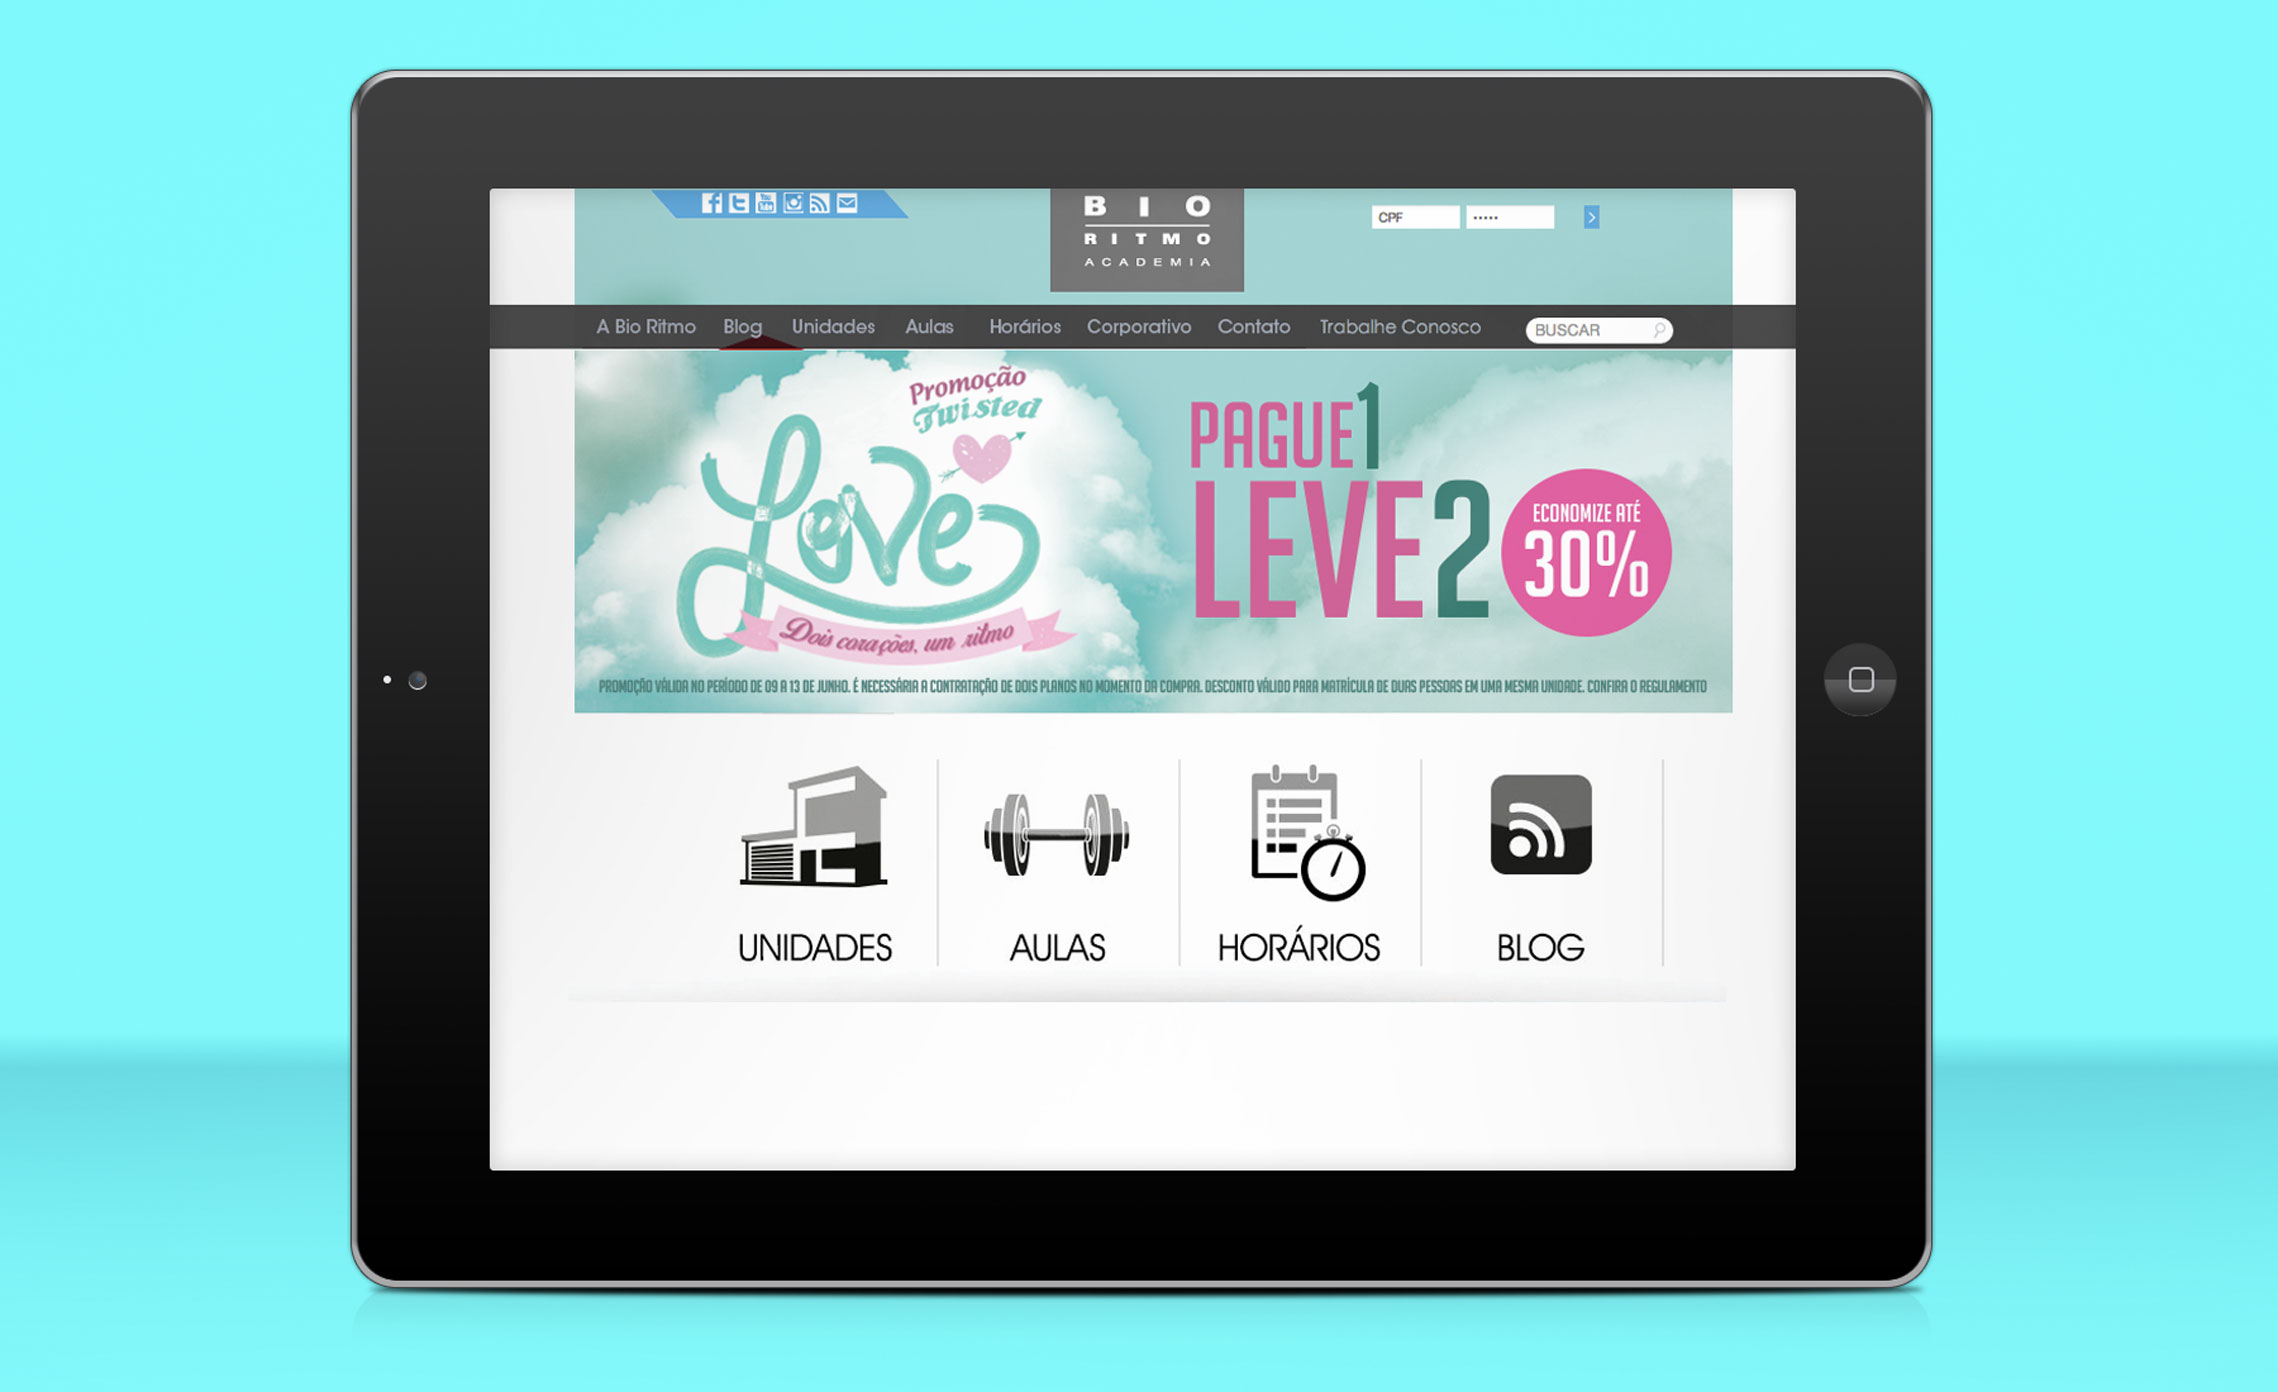 BIO
RITMO
ACADEMIA
CPF
•••••
A Bio Ritmo Blog Unidades Aulas Horários Corporativo Contato Trabalhe Conosco BUSCAR
Promoção
Twisted
Love
Dois corações, um ritmo
PAGUE 1
LEVE 2
ECONOMIZE ATÉ
30%
PROMOÇÃO VÁLIDA NO PERÍODO DE 09 A 13 DE JUNHO. É NECESSÁRIA A CONTRATAÇÃO DE DOIS PLANOS NO MOMENTO DA COMPRA. DESCONTO VÁLIDO PARA MATRÍCULA DE DUAS PESSOAS EM UMA MESMA UNIDADE. CONFIRA O REGULAMENTO
UNIDADES AULAS HORÁRIOS BLOG